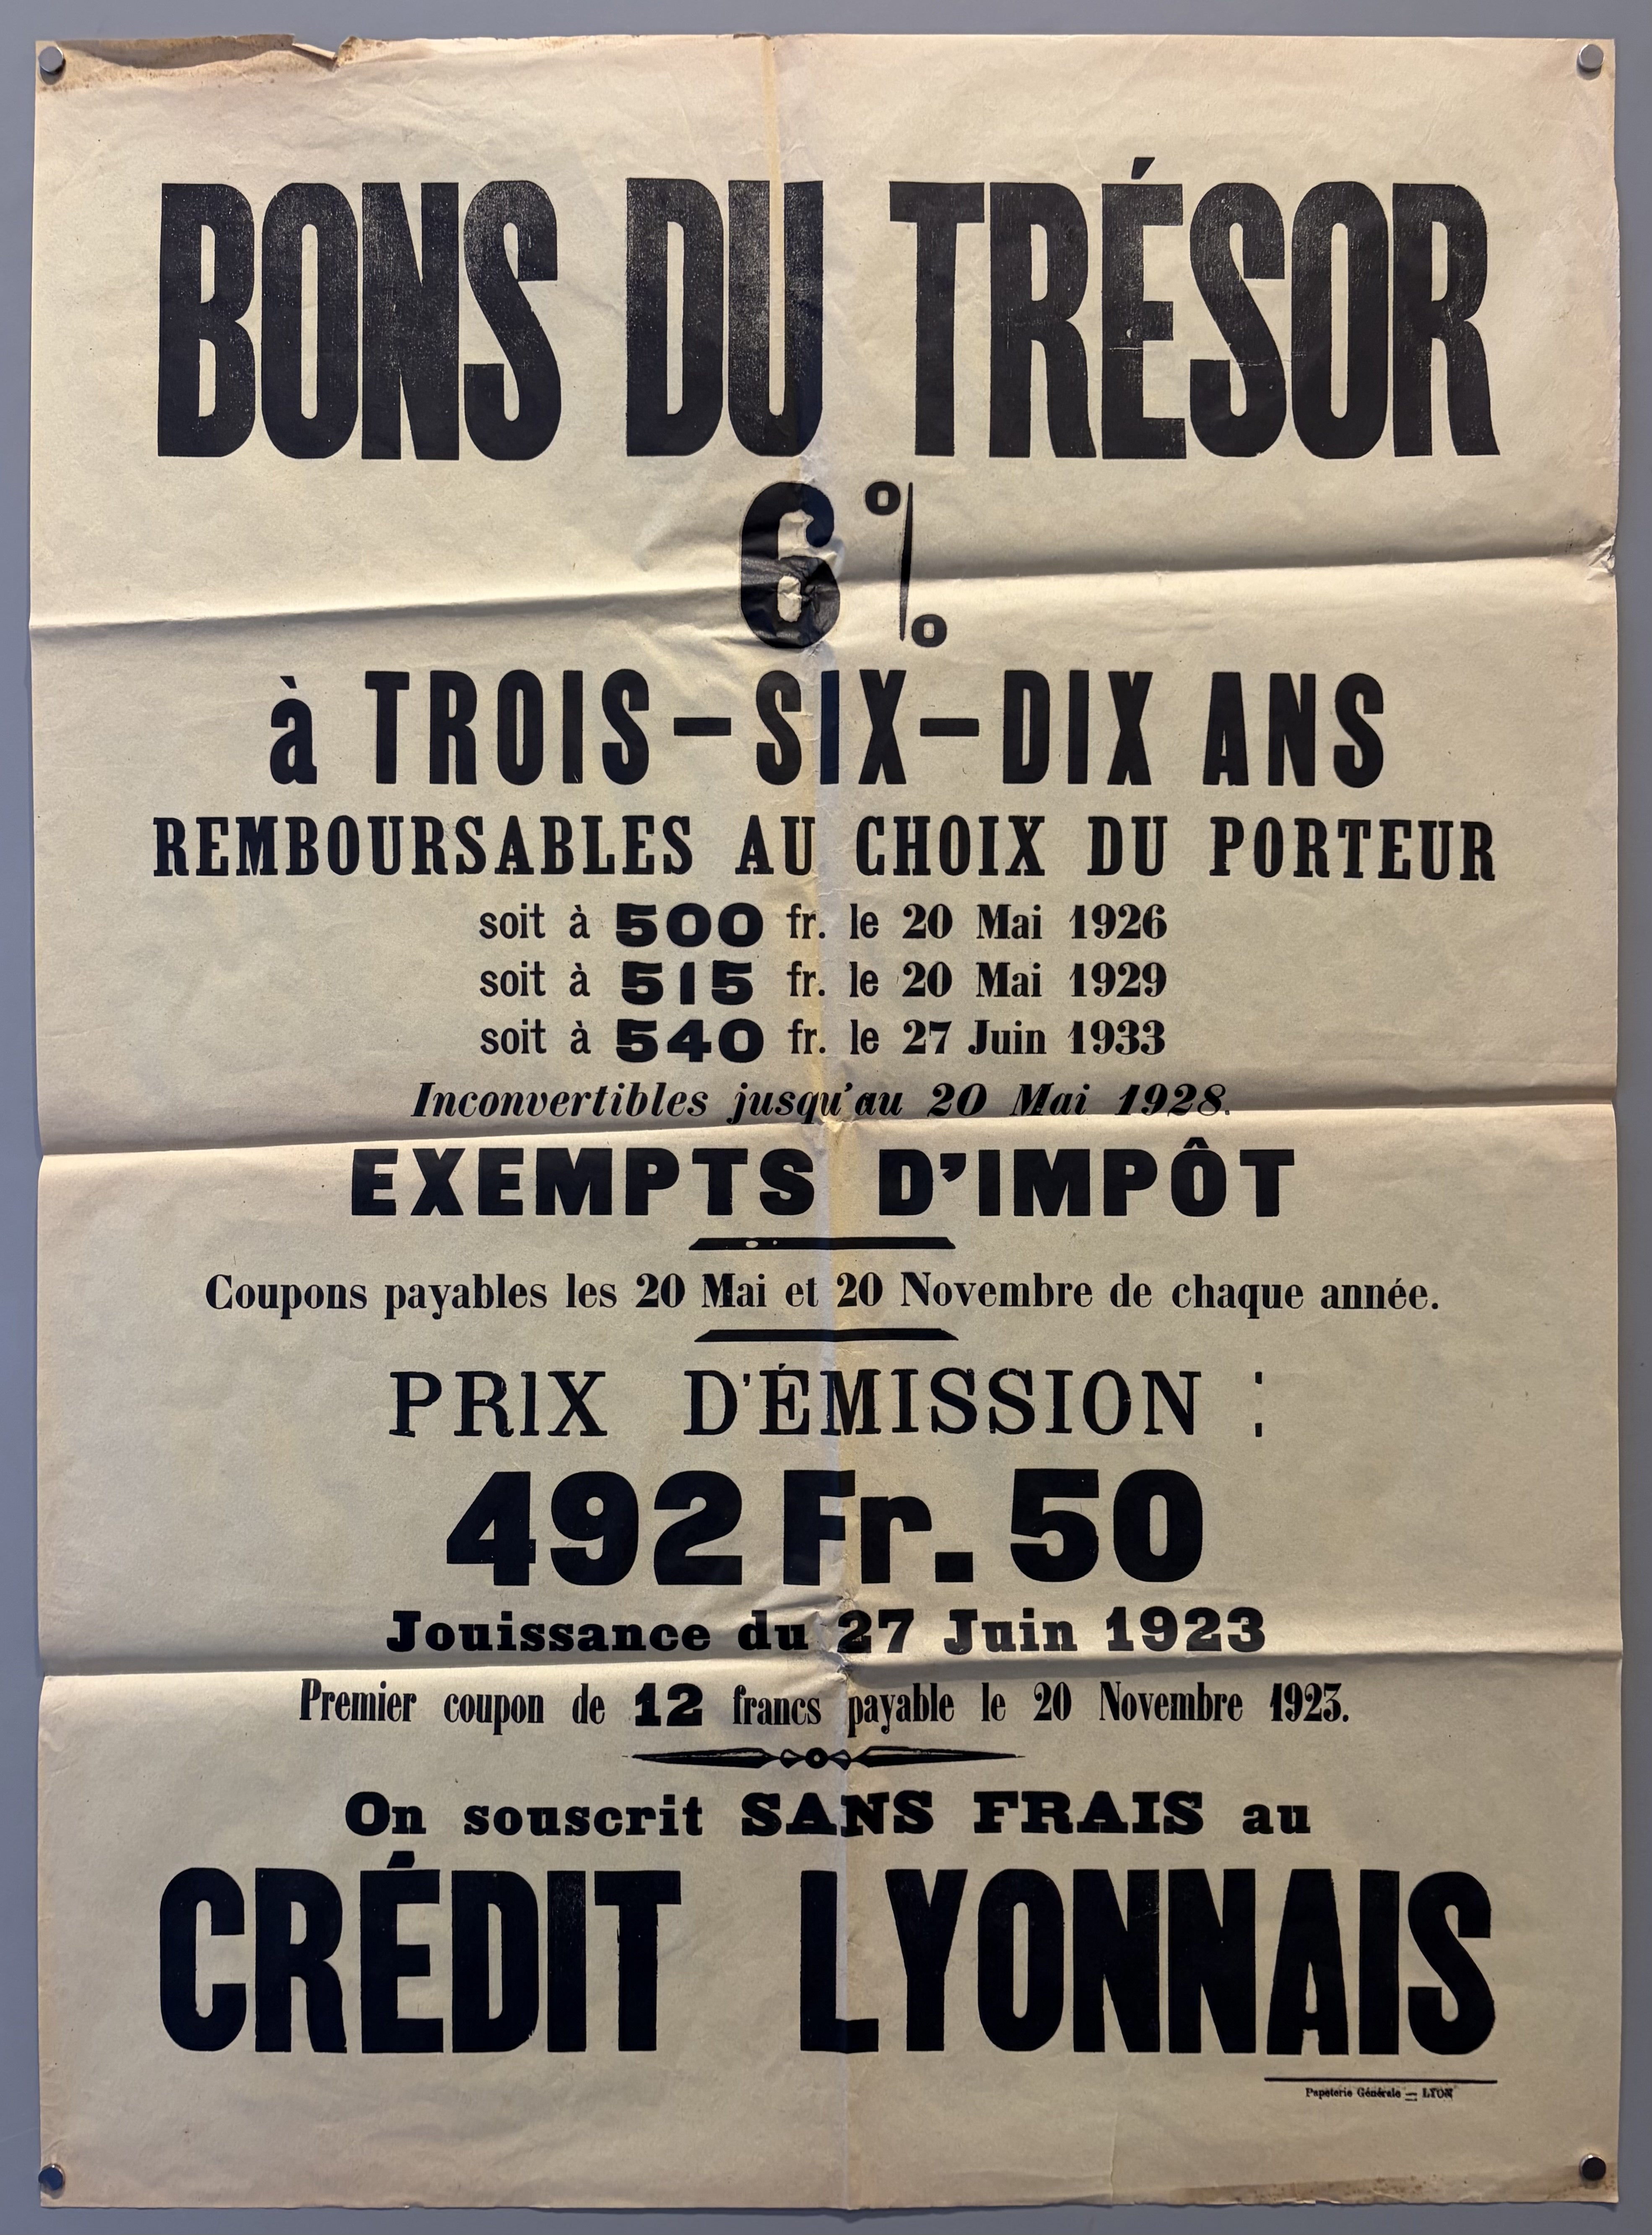 BONS DU TRÉSOR
6 %
à TROIS-SIX-DIX ANS
REMBOURSABLES AU CHOIX DU PORTEUR
soit à 500 fr. le 20 Mai 1926
soit à 515 fr. le 20 Mai 1929
soit à 540 fr. le 27 Juin 1933
Inconvertibles jusqu'au 20 Mai 1928.
EXEMPTS D'IMPÔT
Coupons payables les 20 Mai et 20 Novembre de chaque année.
PRIX D'ÉMISSION :
492 Fr. 50
Jouissance du 27 Juin 1923
Premier coupon de 12 francs payable le 20 Novembre 1923.
On souscrit SANS FRAIS au
CRÉDIT LYONNAIS
Papeterie Générale = LYON